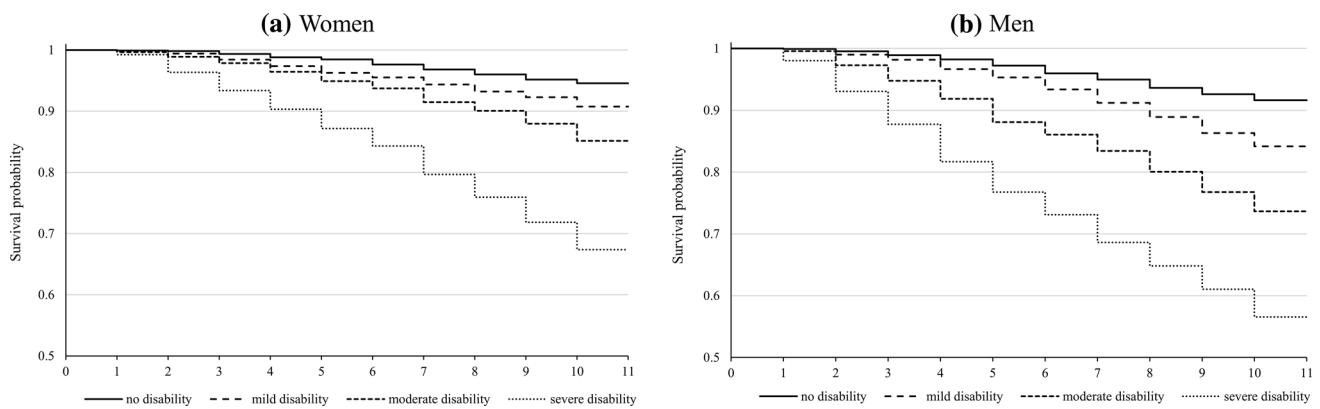 (a) Women
Survival probability
1
0.9
0.8
0.7
0.6
0.5
0 1 2 3 4 5 6 7 8 9 10 11
no disability mild disability moderate disability severe disability
(b) Men
Survival probability
1
0.9
0.8
0.7
0.6
0.5
0 1 2 3 4 5 6 7 8 9 10 11
no disability mild disability moderate disability severe disability